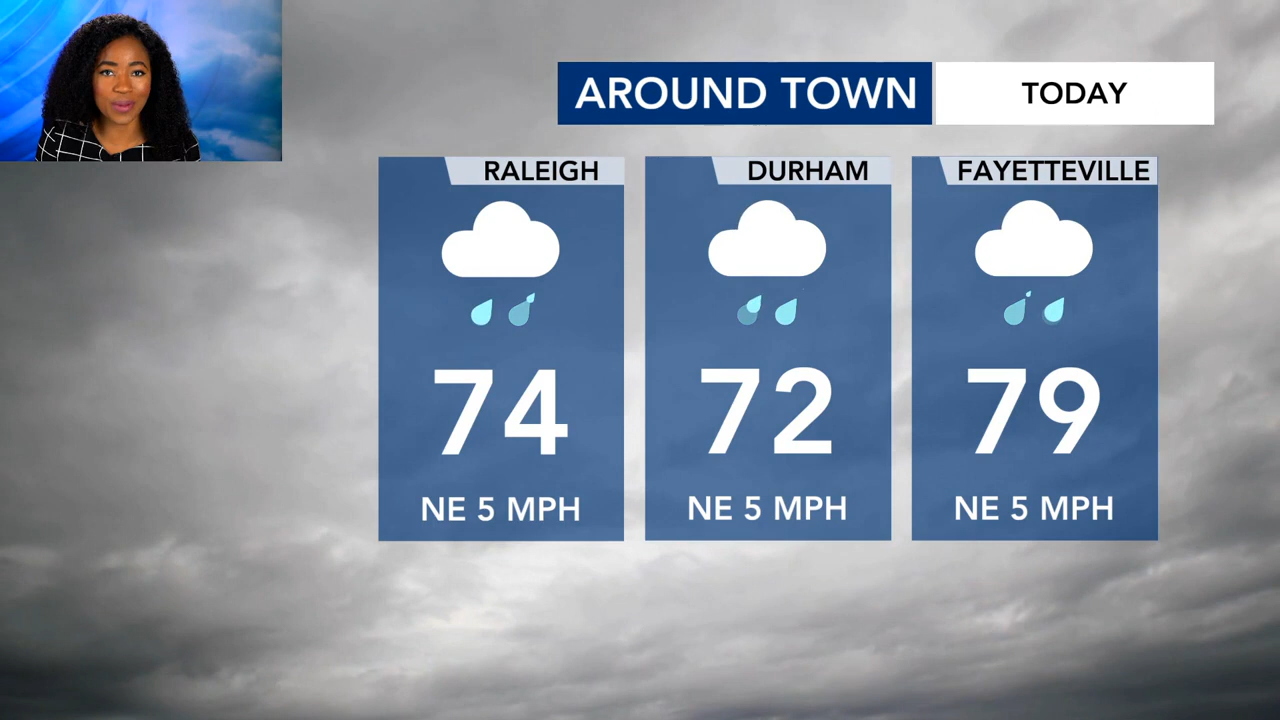 AROUND TOWN
TODAY
RALEIGH
74
NE 5 MPH
DURHAM
72
NE 5 MPH
FAYETTEVILLE
79
NE 5 MPH